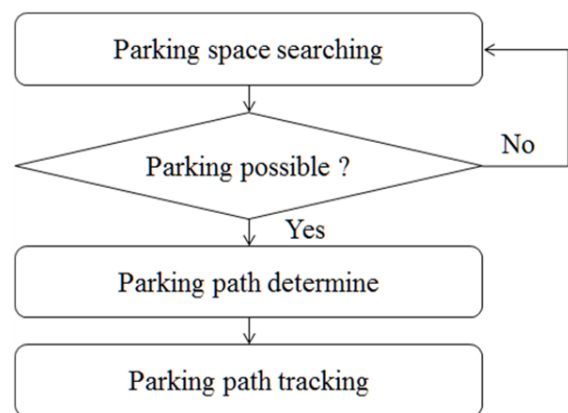 Parking space searching
No
Parking possible ?
Yes
Parking path determine
Parking path tracking